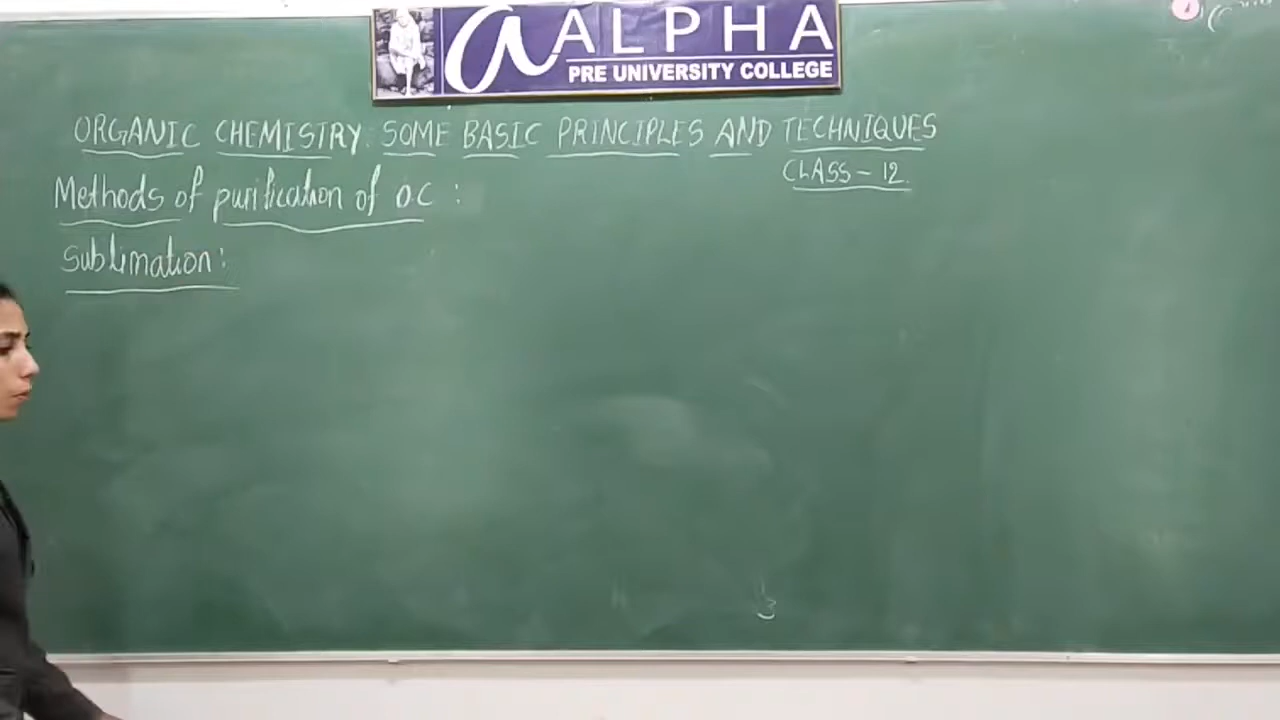 ALPHA
PRE UNIVERSITY COLLEGE
ORGANIC CHEMISTRY: SOME BASIC PRINCIPLES AND TECHNIQUES
CLASS - 12.
Methods of purification of O.C :
Sublimation: